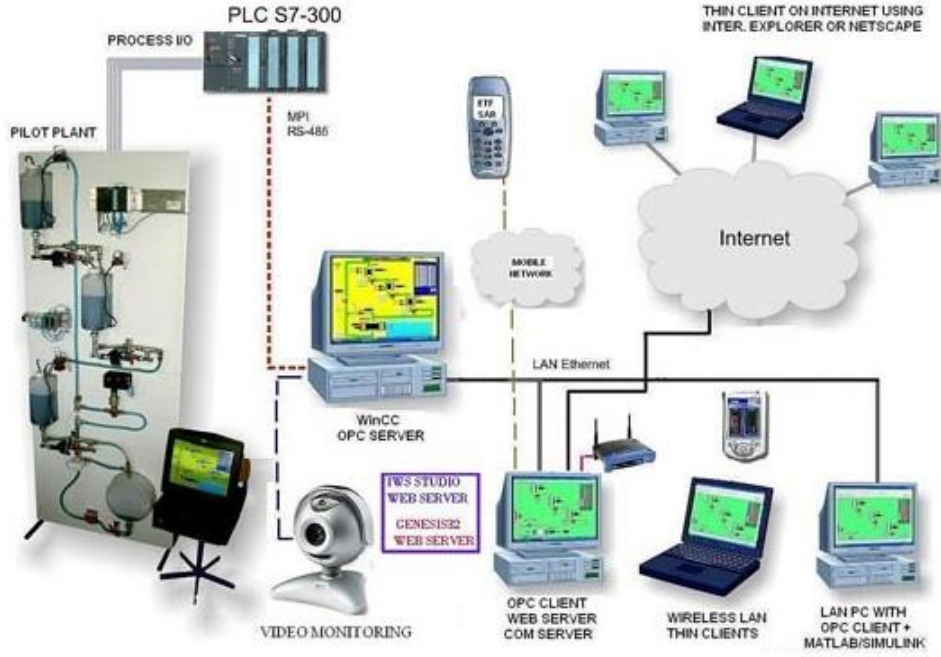 PLC S7-300
THIN CLIENT ON INTERNET USING
INTER. EXPLORER OR NETSCAPE
PROCESS I/O
MPI
RS-485
PILOT PLANT
ETF
SAR
MOBILE
NETWORK
Internet
LAN Ethernet
WinCC
OPC SERVER
IWS STUDIO
WEB SERVER
GENESIS32
WEB SERVER
VIDEO MONITORING
OPC CLIENT
WEB SERVER
COM SERVER
WIRELESS LAN
THIN CLIENTS
LAN PC WITH
OPC CLIENT +
MATLAB/SIMULINK